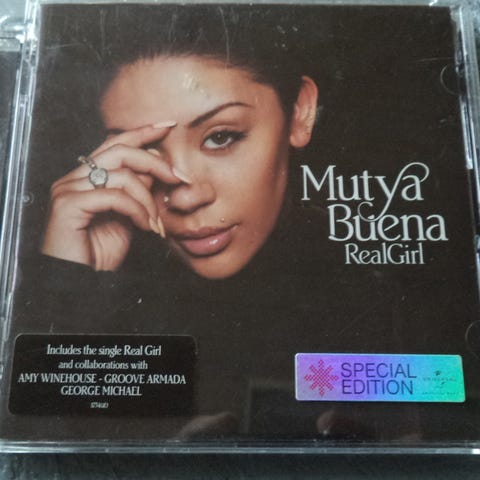 Mutya
Buena
RealGirl
Includes the single Real Girl
and collaborations with
AMY WINEHOUSE - GROOVE ARMADA
GEORGE MICHAEL
SPECIAL
EDITION
UNIVERSAL